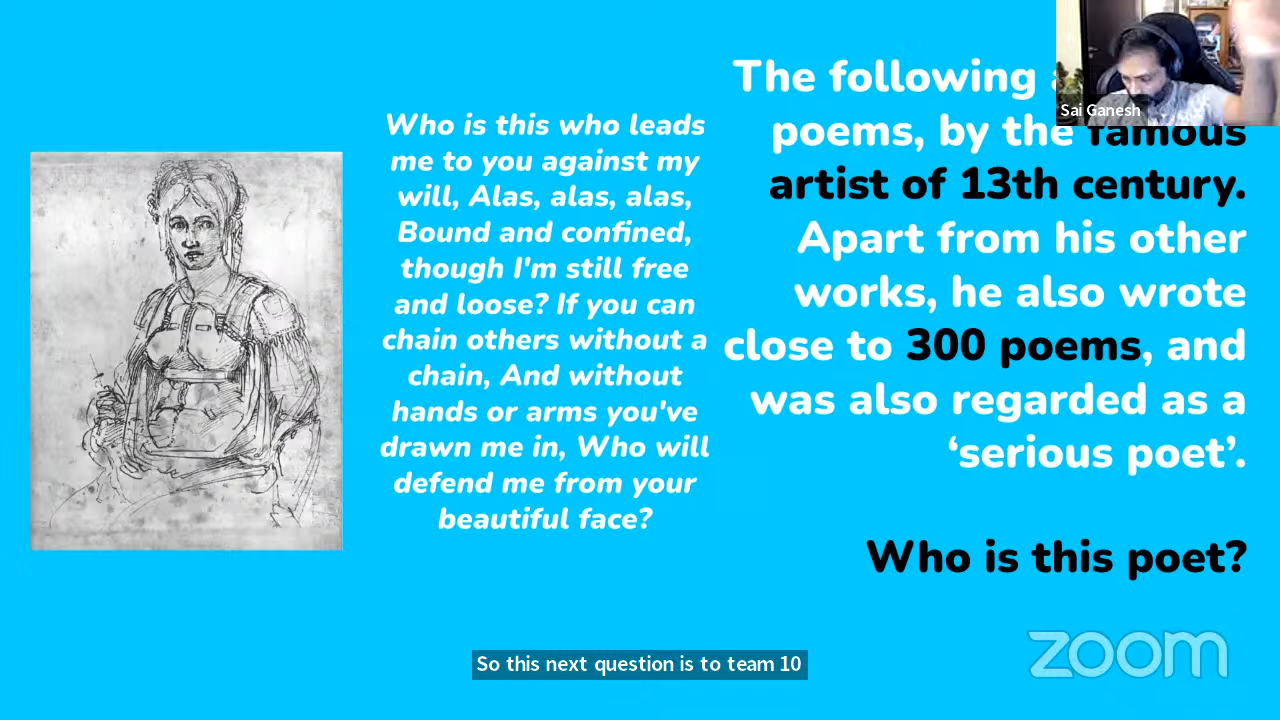 Who is this who leads
me to you against my
will, Alas, alas, alas,
Bound and confined,
though I'm still free
and loose? If you can
chain others without a
chain, And without
hands or arms you've
drawn me in, Who will
defend me from your
beautiful face?
The following
poems, by the famous
artist of 13th century.
Apart from his other
works, he also wrote
close to 300 poems, and
was also regarded as a
‘serious poet’.
Who is this poet?
Sai Ganesh
So this next question is to team 10
zoom